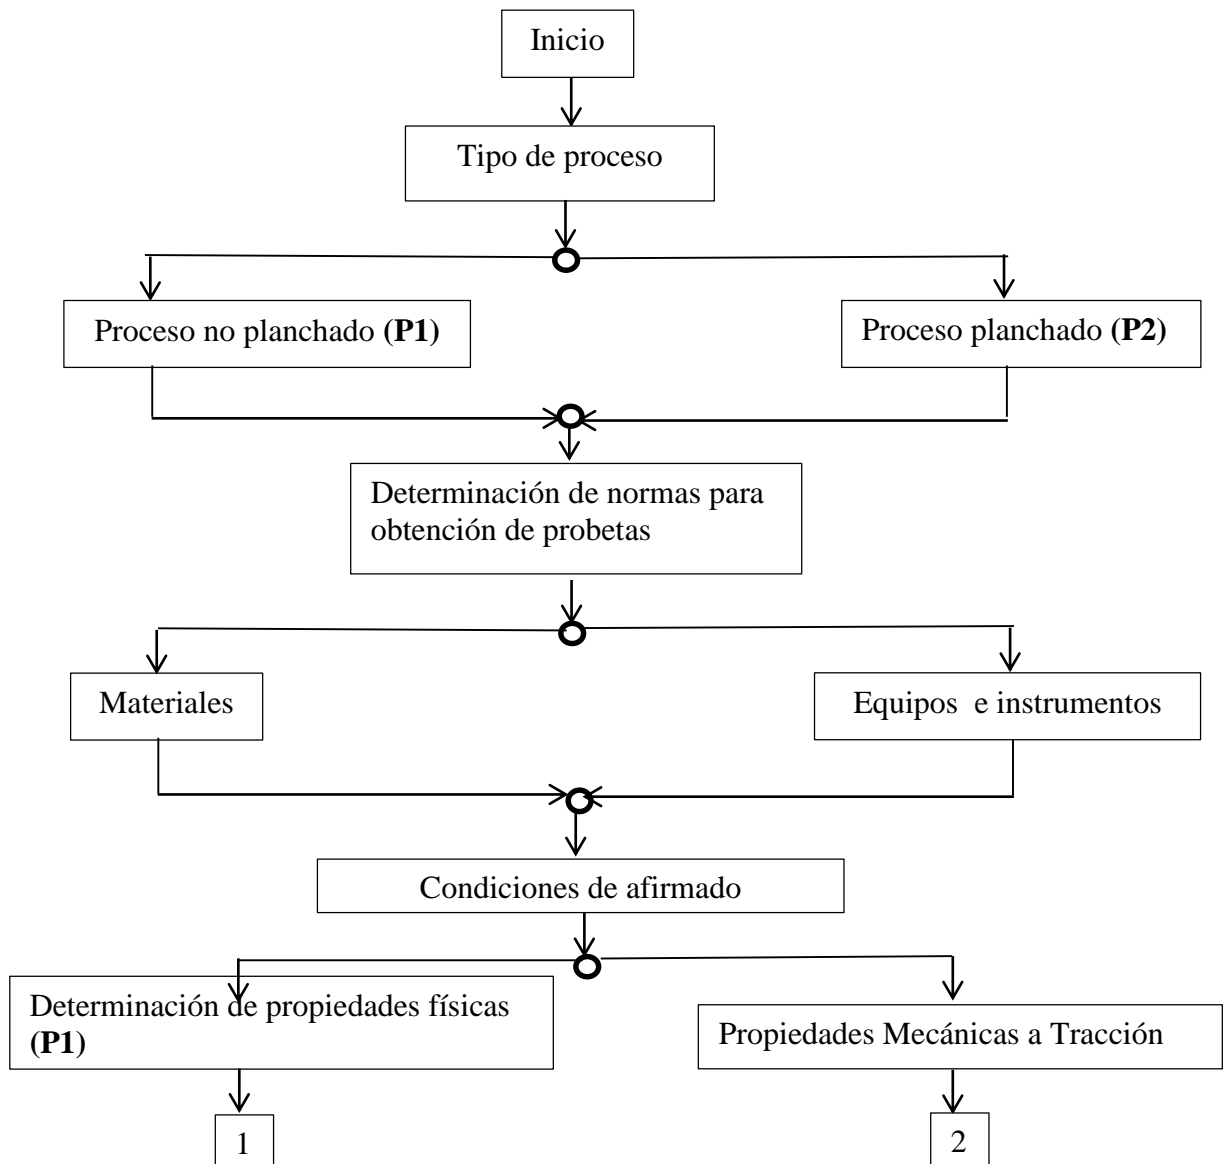 Inicio
Tipo de proceso
Proceso no planchado (P1)
Proceso planchado (P2)
Determinación de normas para
obtención de probetas
Materiales
Equipos e instrumentos
Condiciones de afirmado
Determinación de propiedades físicas
(P1)
Propiedades Mecánicas a Tracción
1
2